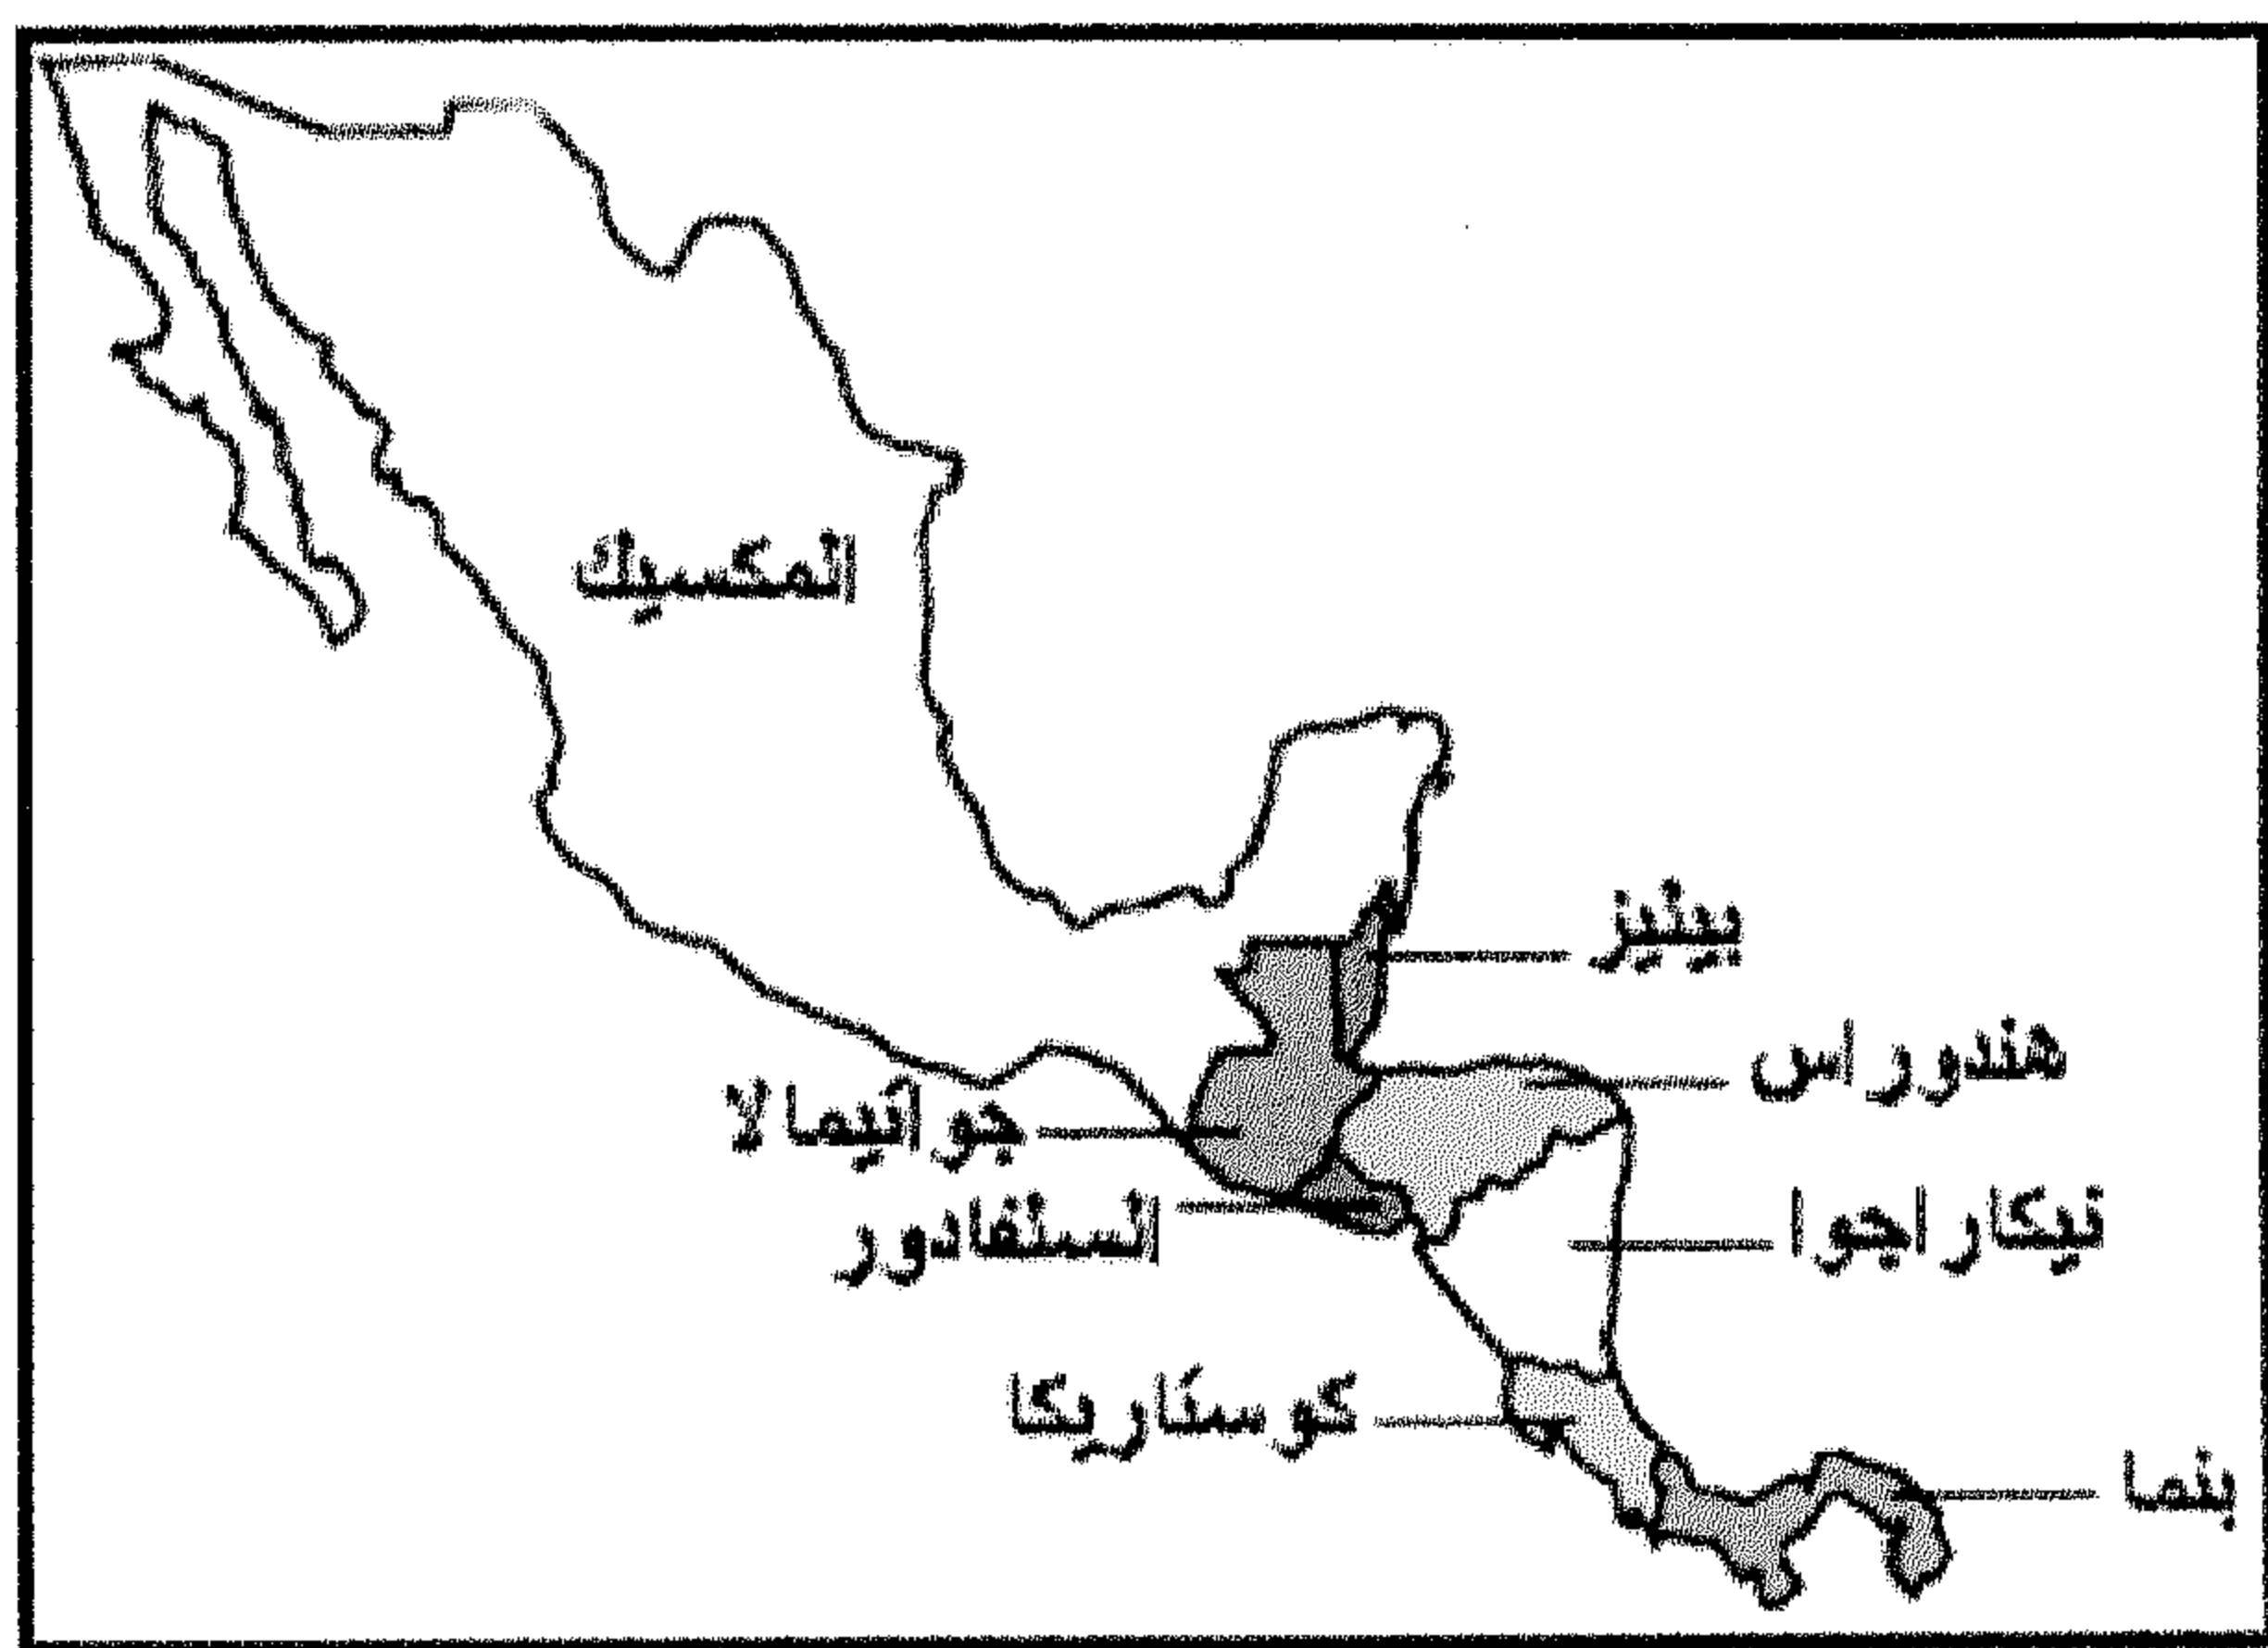 المكسيك
بيليز
هندوراس
جواتيمالا
نيكاراجوا
السلفادور
كوستاريكا
بنما